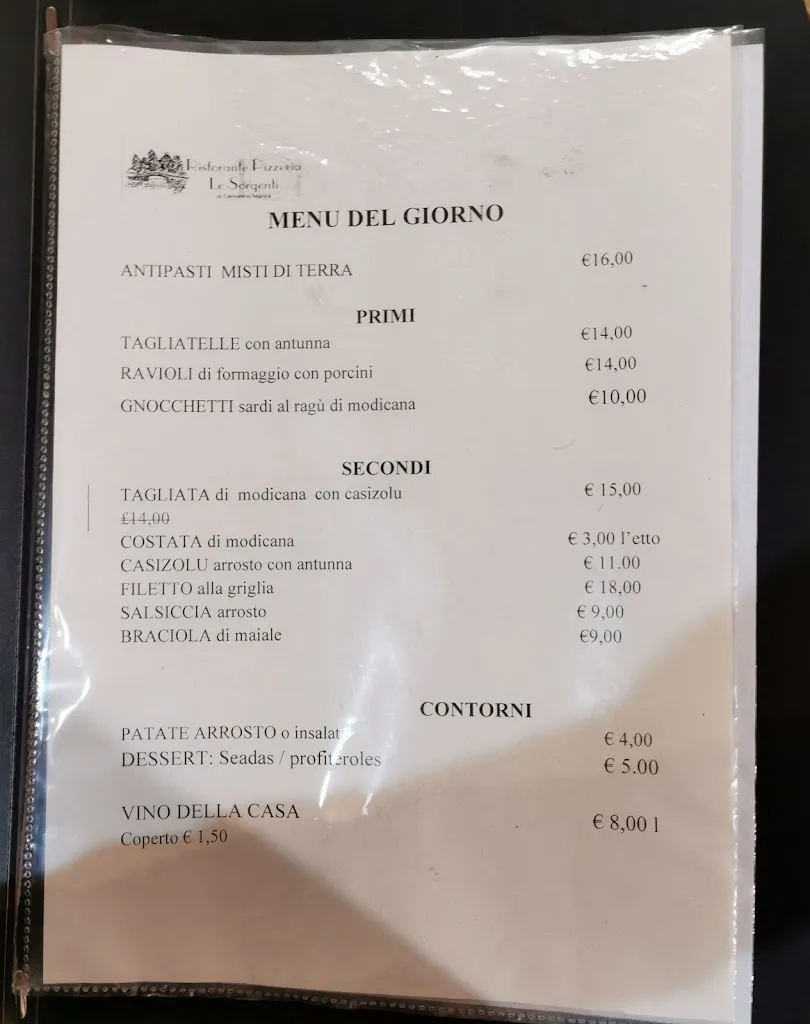 Ristorante Pizzeria
Le Sorgenti
MENU DEL GIORNO
ANTIPASTI MISTI DI TERRA €16,00
PRIMI
TAGLIATELLE con antunna €14,00
RAVIOLI di formaggio con porcini €14,00
GNOCCHETTI sardi al ragù di modicana €10,00
SECONDI
TAGLIATA di modicana con casizolu € 15,00
£14,00
COSTATA di modicana € 3,00 l’etto
CASIZOLU arrosto con antunna € 11.00
FILETTO alla griglia € 18,00
SALSICCIA arrosto € 9,00
BRACIOLA di maiale €9,00
CONTORNI
PATATE ARROSTO o insalat € 4,00
DESSERT: Seadas / profiteroles € 5.00
VINO DELLA CASA € 8,00 l
Coperto € 1,50